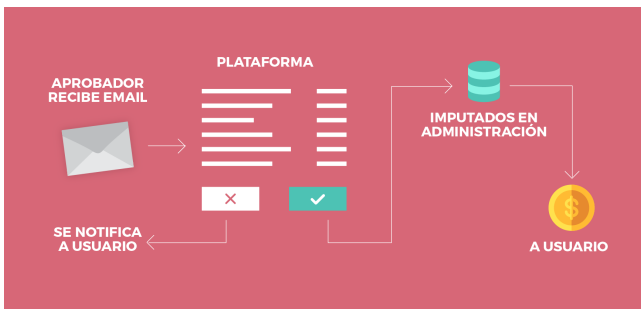 APROBADOR
RECIBE EMAIL
PLATAFORMA
IMPUTADOS EN
ADMINISTRACIÓN
SE NOTIFICA
A USUARIO
$
A USUARIO